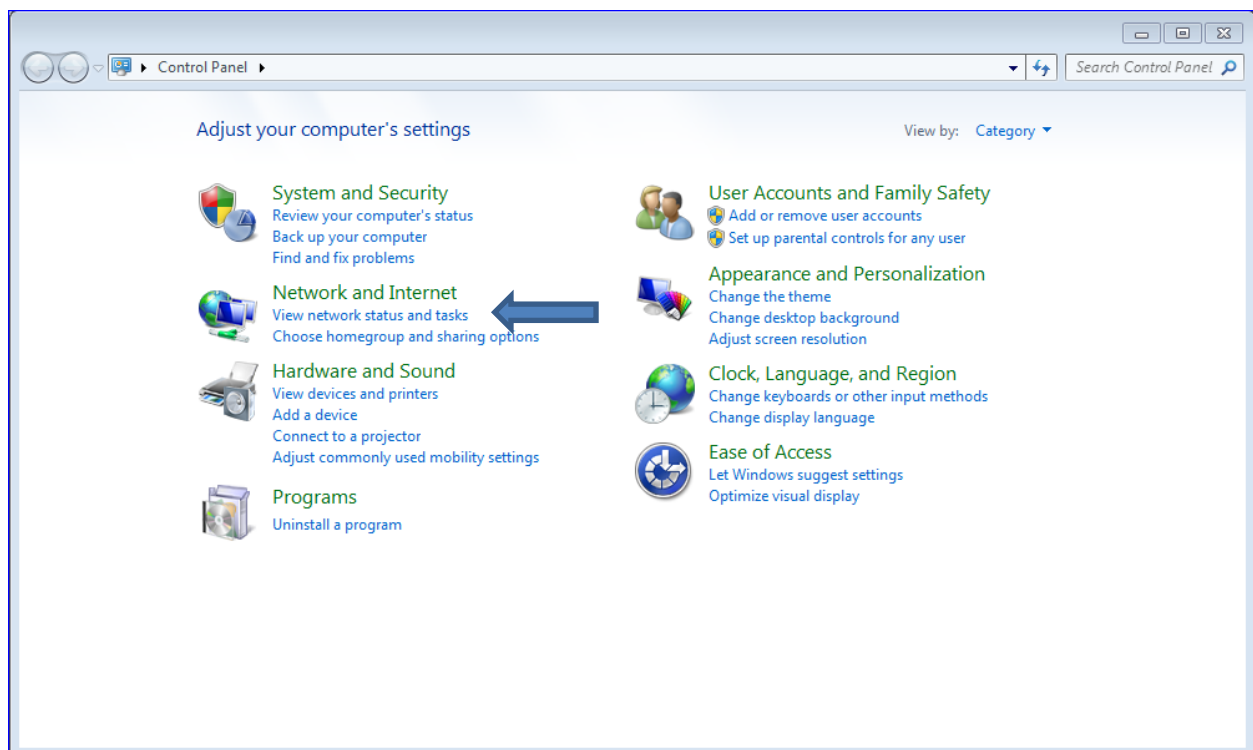 Control Panel
Search Control Panel
Adjust your computer's settings
View by: Category
System and Security
Review your computer's status
Back up your computer
Find and fix problems
Network and Internet
View network status and tasks
Choose homegroup and sharing options
Hardware and Sound
View devices and printers
Add a device
Connect to a projector
Adjust commonly used mobility settings
Programs
Uninstall a program
User Accounts and Family Safety
Add or remove user accounts
Set up parental controls for any user
Appearance and Personalization
Change the theme
Change desktop background
Adjust screen resolution
Clock, Language, and Region
Change keyboards or other input methods
Change display language
Ease of Access
Let Windows suggest settings
Optimize visual display